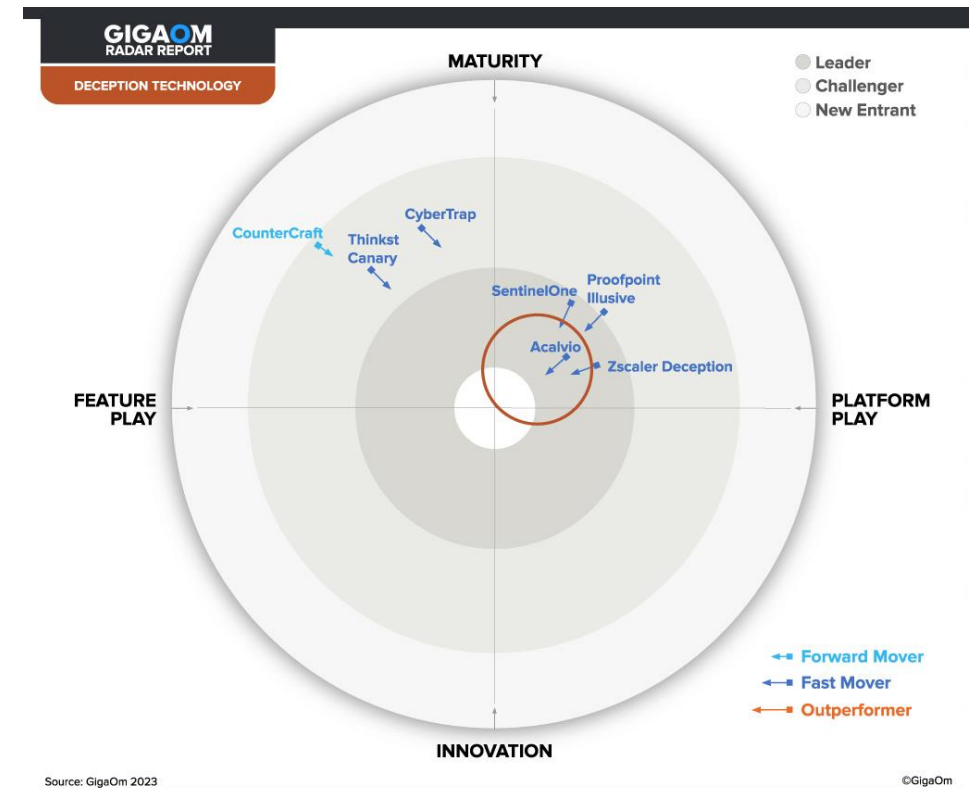 GIGAOM
RADAR REPORT
DECEPTION TECHNOLOGY
MATURITY
Leader
Challenger
New Entrant
CyberTrap
CounterCraft
Thinkst
Canary
SentinelOne
Proofpoint
Illusive
Acalvio
Zscaler Deception
FEATURE
PLAY
PLATFORM
PLAY
Forward Mover
Fast Mover
Outperformer
INNOVATION
Source: GigaOm 2023
©GigaOm